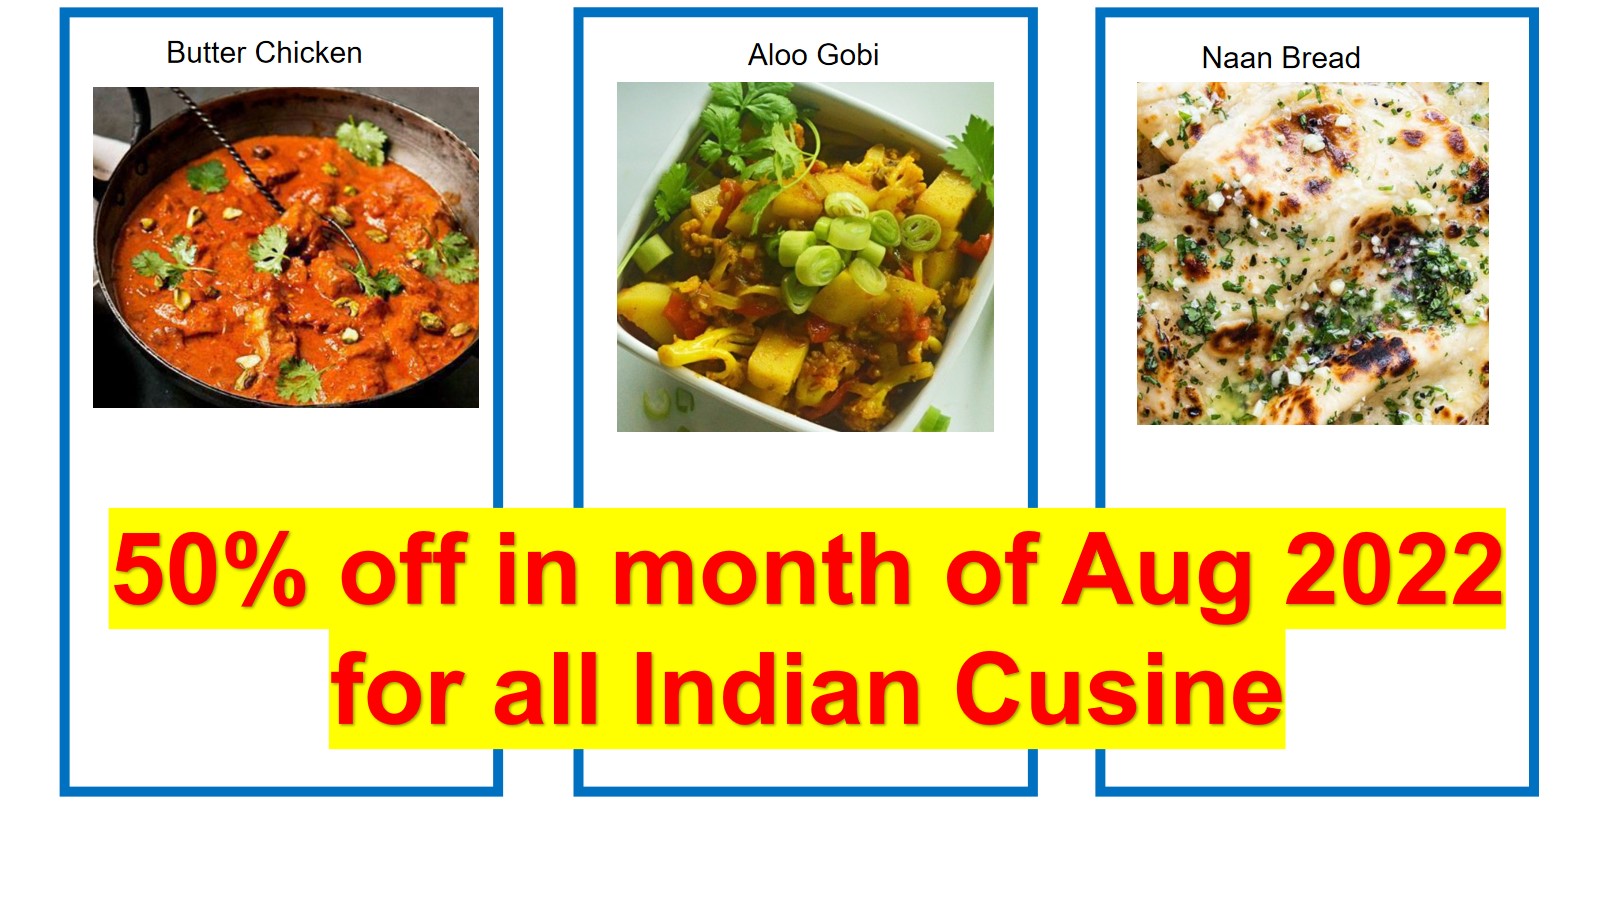 Butter Chicken
Aloo Gobi
Naan Bread
50% off in month of Aug 2022
for all Indian Cusine